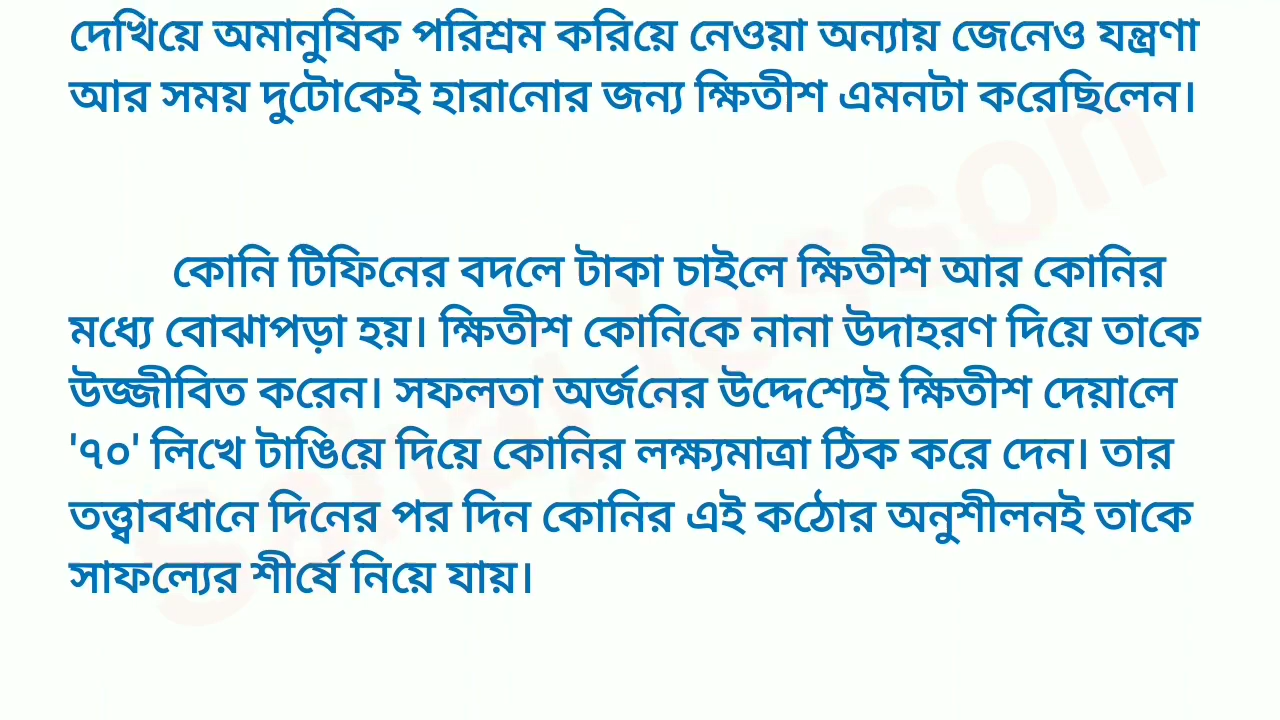 দেখিয়ে অমানুষিক পরিশ্রম করিয়ে নেওয়া অন্যায় জেনেও যন্ত্রণা
আর সময় দুটোকেই হারানোর জন্য ক্ষিতীশ এমনটা করেছিলেন।
কোনি টিফিনের বদলে টাকা চাইলে ক্ষিতীশ আর কোনির
মধ্যে বোঝাপড়া হয়। ক্ষিতীশ কোনিকে নানা উদাহরণ দিয়ে তাকে
উজ্জীবিত করেন। সফলতা অর্জনের উদ্দেশ্যেই ক্ষিতীশ দেয়ালে
'৭০' লিখে টাঙিয়ে দিয়ে কোনির লক্ষ্যমাত্রা ঠিক করে দেন। তার
তত্ত্বাবধানে দিনের পর দিন কোনির এই কঠোর অনুশীলনই তাকে
সাফল্যের শীর্ষে নিয়ে যায়।